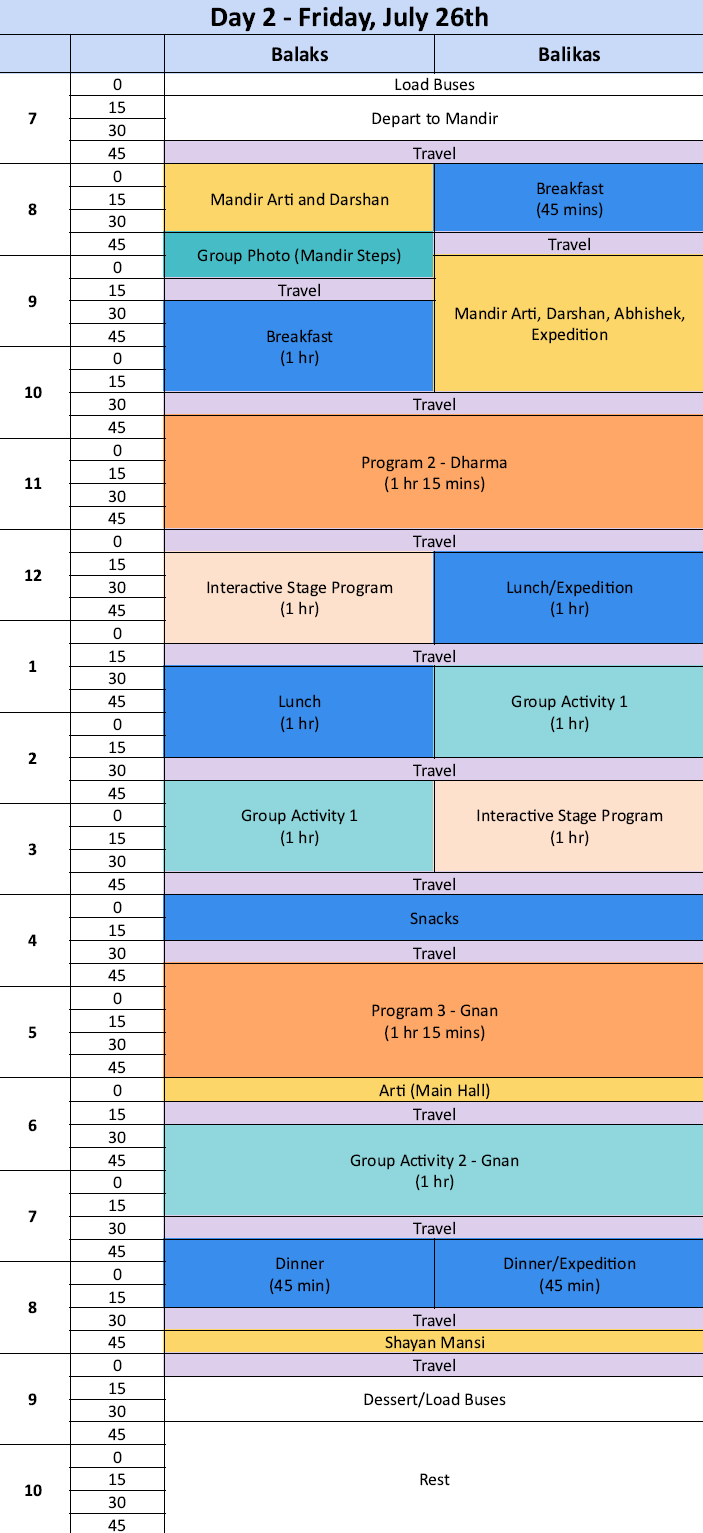 Day 2 - Friday, July 26th
Balaks Balikas
7
0 Load Buses
15
Depart to Mandir
30
45 Travel
8
0
Mandir Arti and Darshan
Breakfast
(45 mins)
15
30
45 Travel
Group Photo (Mandir Steps)
9
0
15 Travel
Mandir Arti, Darshan, Abhishek,
Expedition
30
45
Breakfast
(1 hr)
10
0
15
30 Travel
45
Program 2 - Dharma
(1 hr 15 mins)
11
0
15
30
45
12
0 Travel
15
30
45
Interactive Stage Program
(1 hr)
Lunch/Expedition
(1 hr)
1
0
15 Travel
30
45
Lunch
(1 hr)
Group Activity 1
(1 hr)
2
0
15
30 Travel
45
Group Activity 1
(1 hr)
Interactive Stage Program
(1 hr)
3
0
15
30
45 Travel
4
0
Snacks
15
30 Travel
45
Program 3 - Gnan
(1 hr 15 mins)
5
0
15
30
45
6
0 Arti (Main Hall)
15 Travel
30
45
Group Activity 2 - Gnan
(1 hr)
7
0
15
30 Travel
45
Dinner
(45 min)
Dinner/Expedition
(45 min)
8
0
15
30 Travel
45 Shayan Mansi
9
0 Travel
15
Dessert/Load Buses
30
45
10
0
15 Rest
30
45